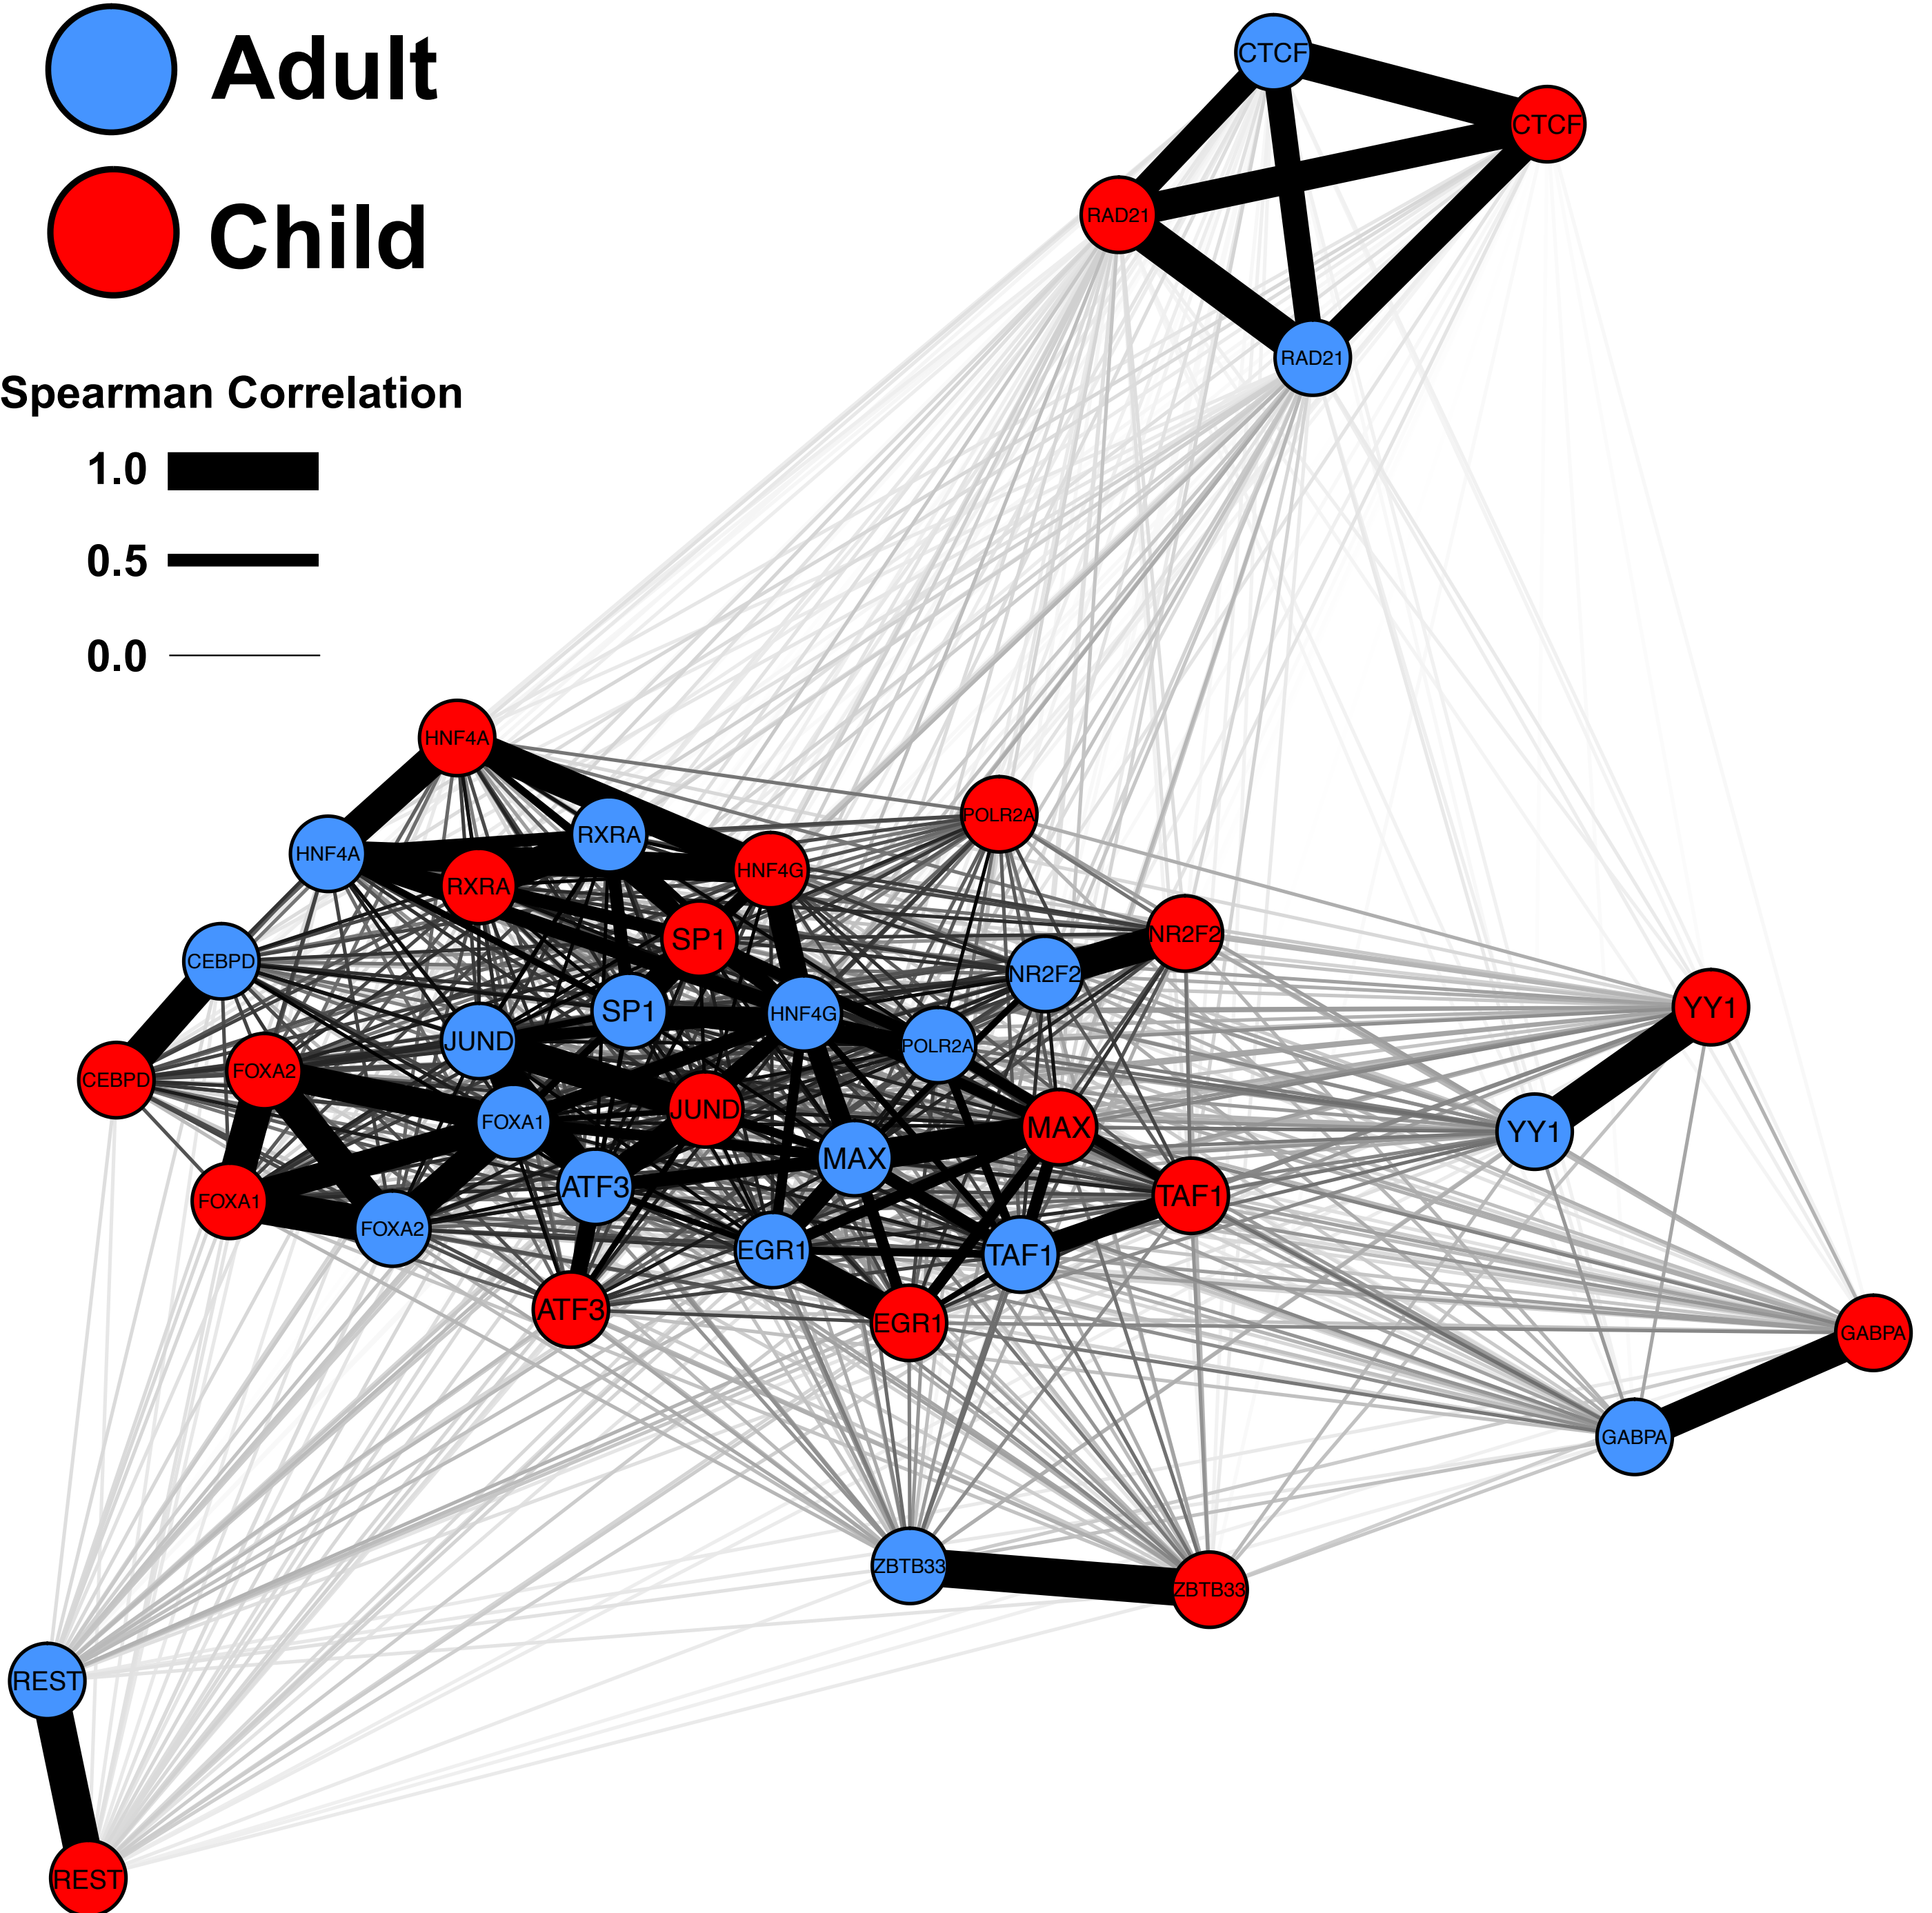 Adult
Child
Spearman Correlation
1.0
0.5
0.0
CTCF
CTCF
RAD21
RAD21
HNF4A
POLR2A
RXRA
HNF4A
HNF4G
RXRA
NR2F2
SP1
CEBPD
NR2F2
YY1
SP1
HNF4G
JUND
POLR2A
FOXA2
CEBPD
JUND
FOXA1
MAX
YY1
MAX
ATF3
TAF1
FOXA1
FOXA2
EGR1
TAF1
ATF3
EGR1
GABPA
GABPA
ZBTB33
ZBTB33
REST
REST